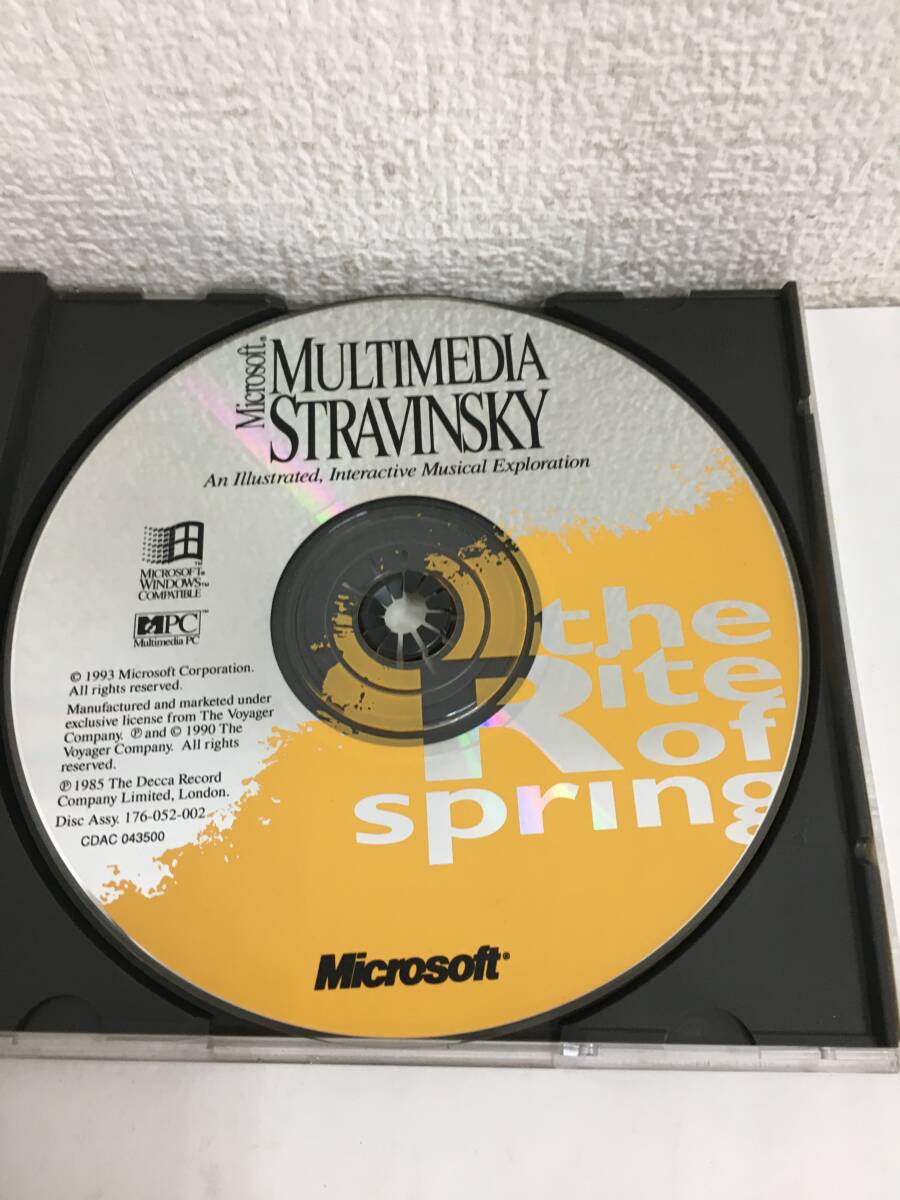 Microsoft®
MULTIMEDIA
STRAVINSKY
An Illustrated, Interactive Musical Exploration
MICROSOFT®
WINDOWS™
COMPATIBLE
MPC™
Multimedia PC
© 1993 Microsoft Corporation.
All rights reserved.
Manufactured and marketed under
exclusive license from The Voyager
Company. ℗ and © 1990 The
Voyager Company. All rights
reserved.
℗ 1985 The Decca Record
Company Limited, London.
Disc Assy. 176-052-002
CDAC 043500
the
Rite
of
spring
Microsoft®